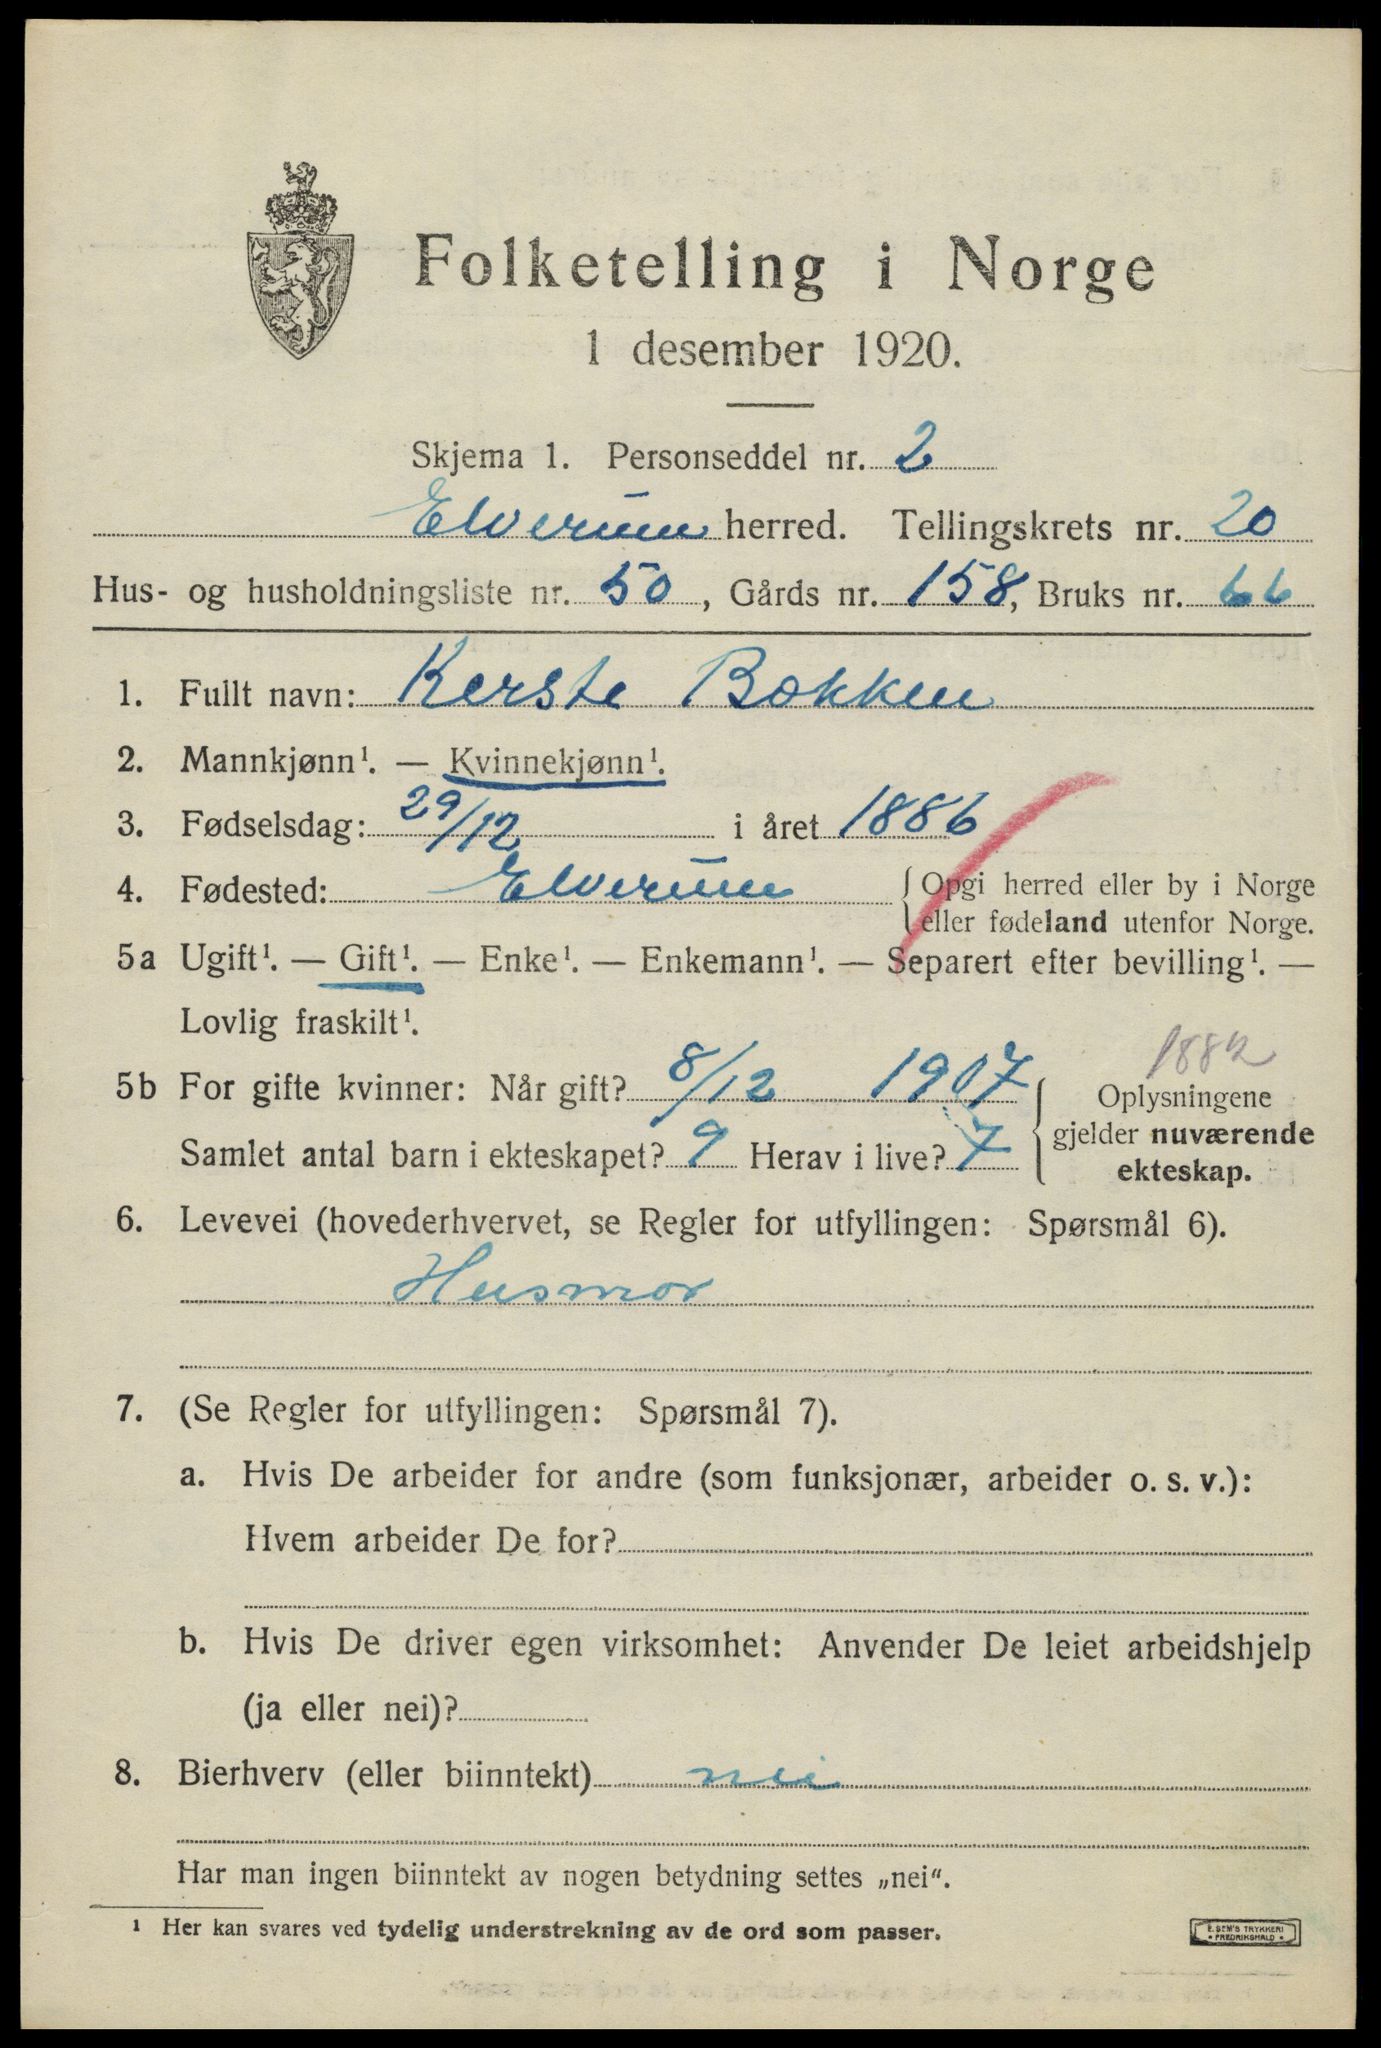 Folketelling i Norge
1 desember 1920.
Skjema 1. Personseddel nr. 2
Elverum herred. Tellingskrets nr. 20
Hus- og husholdningsliste nr. 50, Gårds nr. 158, Bruks nr. 66
1. Fullt navn: Kerste Bækken
2. Mannkjønn¹. — Kvinnekjønn¹.
3. Fødselsdag: 29/12 i året 1886
4. Fødested: Elverum { Opgi herred eller by i Norge
eller fødeland utenfor Norge.
5a Ugift¹. — Gift¹. — Enke¹. — Enkemann¹. — Separert efter bevilling¹. —
Lovlig fraskilt¹.
1882
5b For gifte kvinner: Når gift? 8/12 1907 { Oplysningene
gjelder nuværende
Samlet antal barn i ekteskapet? 9 Herav i live? 7
ekteskap.
6. Levevei (hovederhvervet, se Regler for utfyllingen: Spørsmål 6).
Husmor
7. (Se Regler for utfyllingen: Spørsmål 7).
a. Hvis De arbeider for andre (som funksjonær, arbeider o. s. v.):
Hvem arbeider De for?
b. Hvis De driver egen virksomhet: Anvender De leiet arbeidshjelp
(ja eller nei)?
8. Bierhverv (eller biinntekt) nei
Har man ingen biinntekt av nogen betydning settes „nei“.
¹ Her kan svares ved tydelig understrekning av de ord som passer.
E. SEM'S TRYKKERI
• FREDRIKSHALD •